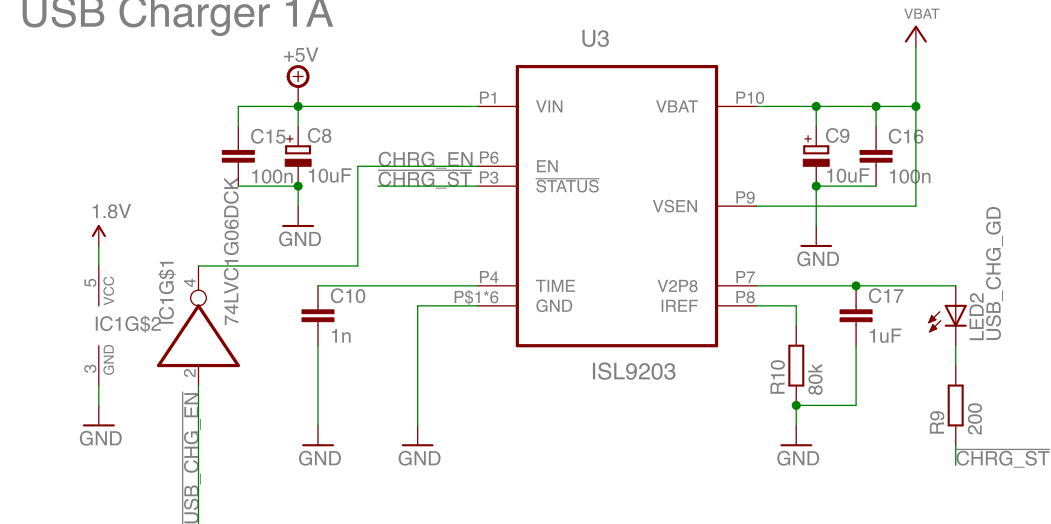 USB Charger 1A
VBAT
U3
+5V
P1
VIN
VBAT
P10
C15
+
C8
+
C9
C16
CHRG_EN
P6
EN
100n
10uF
CHRG_ST
P3
STATUS
10uF
100n
74LVC1G06DCK
1.8V
VSEN
P9
GND
GND
USB_CHG_GD
4
IC1G$1
5
VCC
P4
TIME
V2P8
P7
C10
P$1*6
GND
IREF
P8
C17
LED2
IC1G$2
1n
1uF
3
GND
2
ISL9203
R10
80k
R9
200
USB_CHG_EN
GND
GND
GND
GND
CHRG_ST